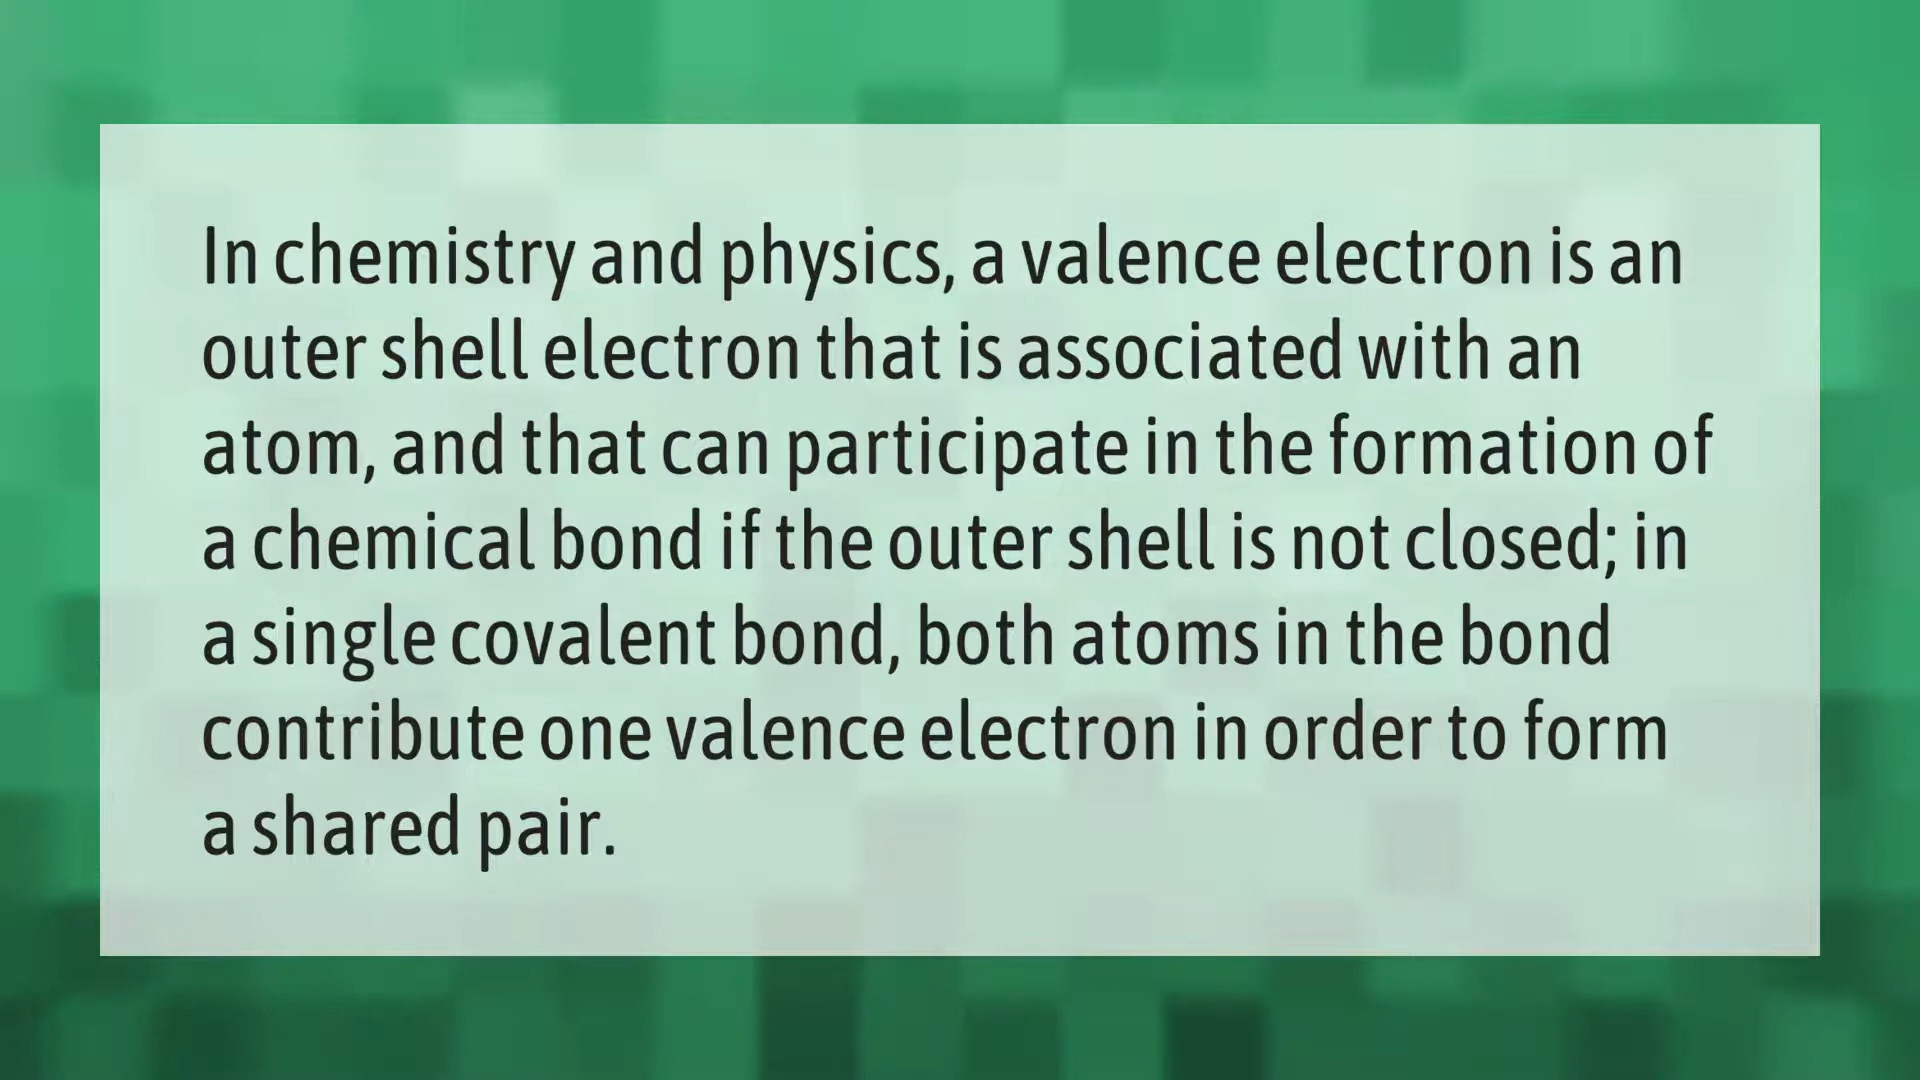 In chemistry and physics, a valence electron is an
outer shell electron that is associated with an
atom, and that can participate in the formation of
a chemical bond if the outer shell is not closed; in
a single covalent bond, both atoms in the bond
contribute one valence electron in order to form
a shared pair.